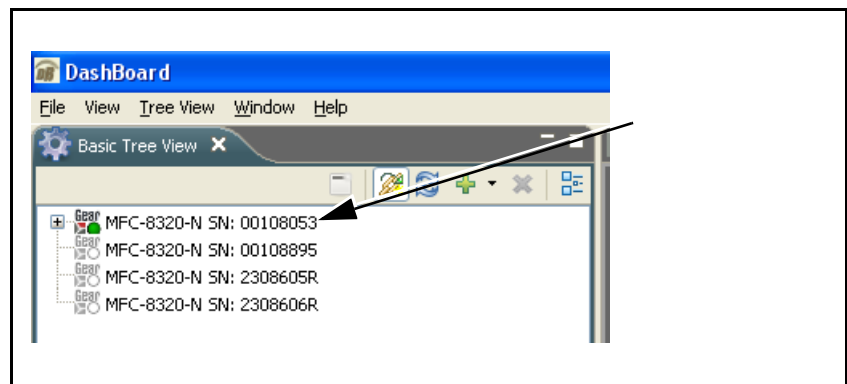 DashBoard
File View Tree View Window Help
Basic Tree View
Gear MFC-8320-N SN: 00108053
Gear MFC-8320-N SN: 00108895
Gear MFC-8320-N SN: 2308605R
Gear MFC-8320-N SN: 2308606R